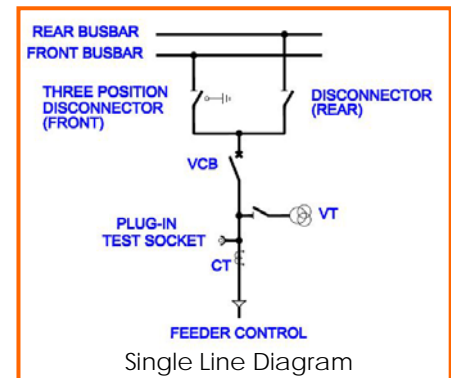 REAR BUSBAR
FRONT BUSBAR
THREE POSITION
DISCONNECTOR
(FRONT)
DISCONNECTOR
(REAR)
VCB
VT
PLUG-IN
TEST SOCKET
CT
FEEDER CONTROL
Single Line Diagram